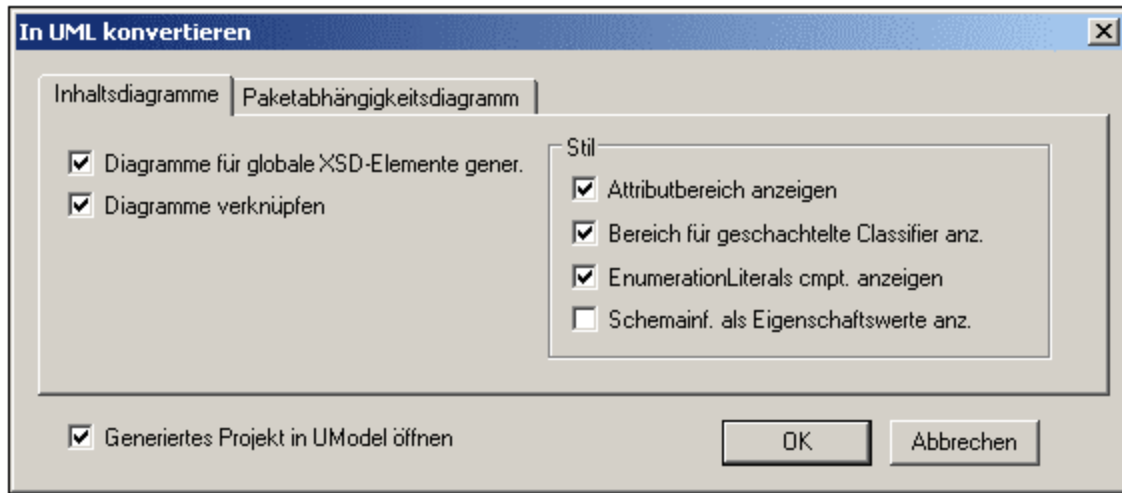 In UML konvertieren
Inhaltsdiagramme
Paketabhängigkeitsdiagramm
Diagramme für globale XSD-Elemente gener.
Diagramme verknüpfen
Stil
Attributbereich anzeigen
Bereich für geschachtelte Classifier anz.
EnumerationLiterals cmpt. anzeigen
Schemainf. als Eigenschaftswerte anz.
Generiertes Projekt in UModel öffnen
OK
Abbrechen